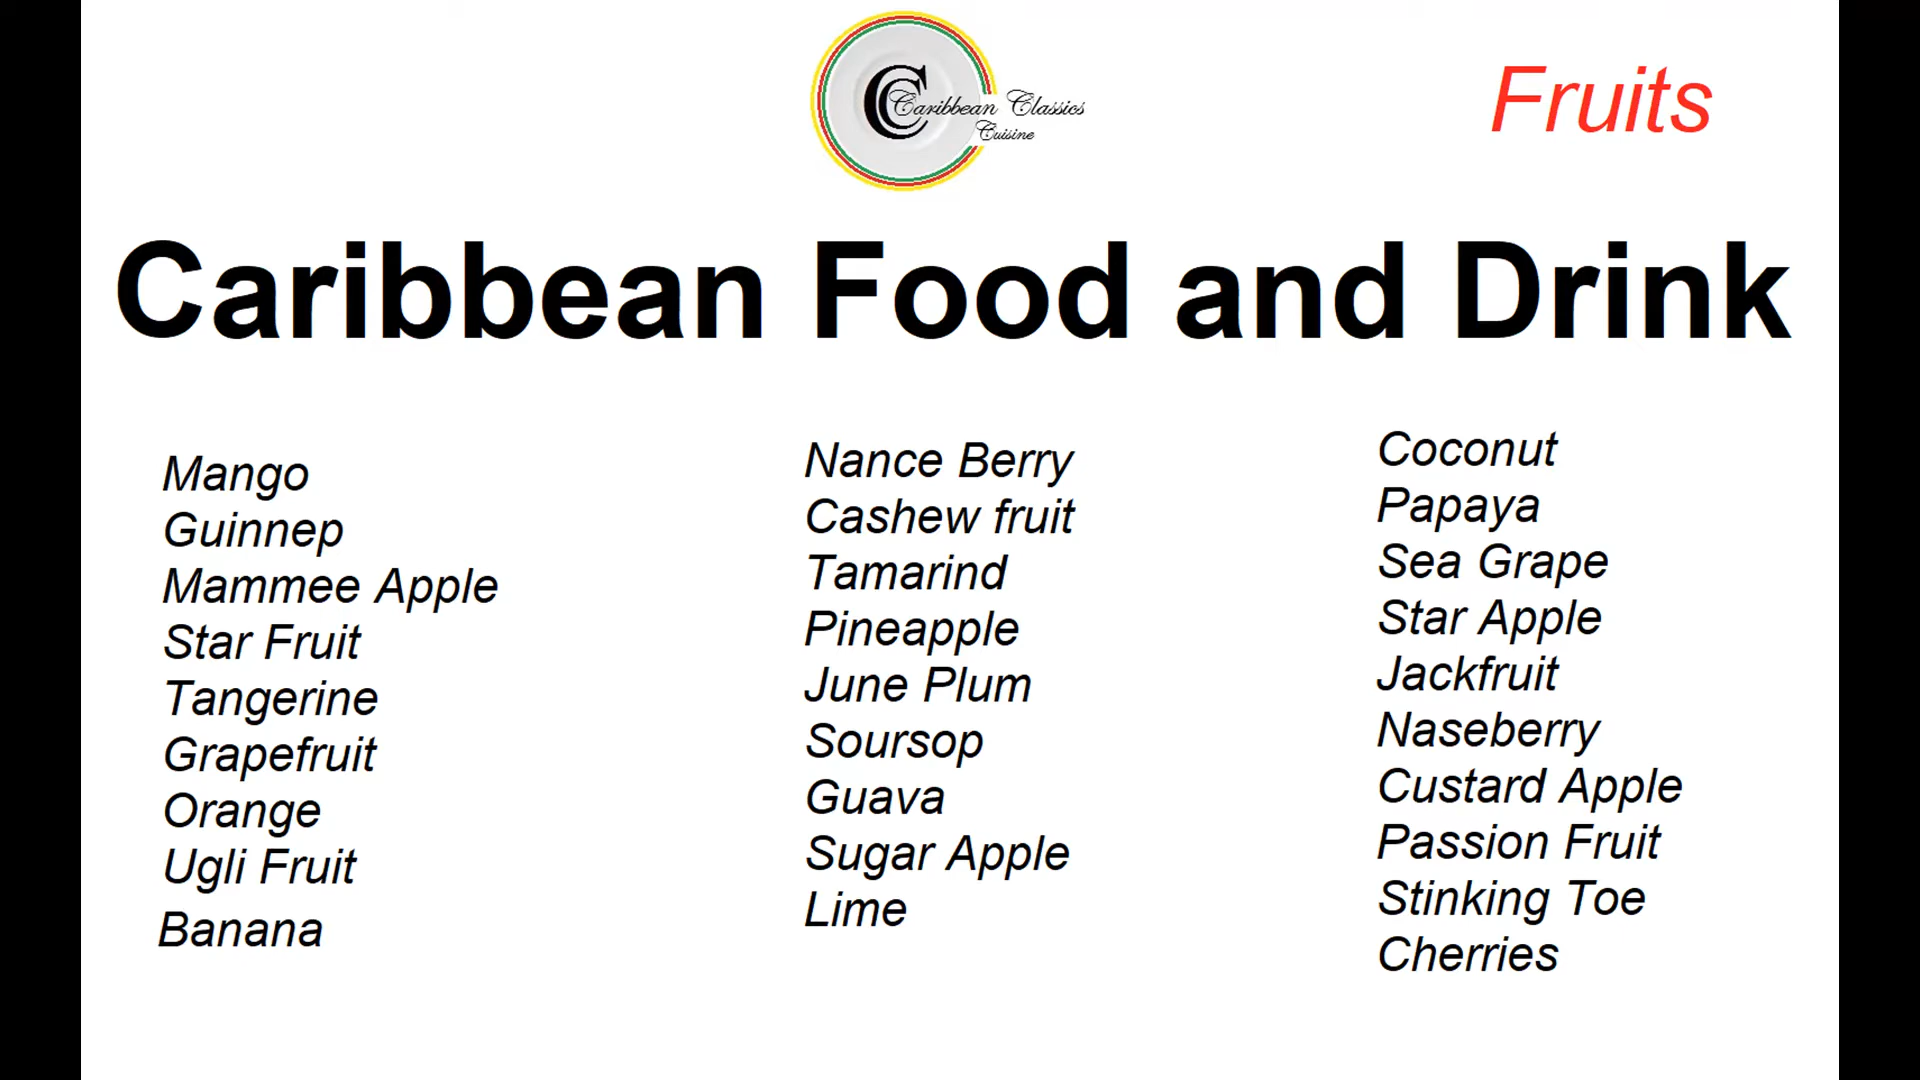 Caribbean Classics
Cuisine
Fruits
Caribbean Food and Drink
Mango
Guinnep
Mammee Apple
Star Fruit
Tangerine
Grapefruit
Orange
Ugli Fruit
Banana
Nance Berry
Cashew fruit
Tamarind
Pineapple
June Plum
Soursop
Guava
Sugar Apple
Lime
Coconut
Papaya
Sea Grape
Star Apple
Jackfruit
Naseberry
Custard Apple
Passion Fruit
Stinking Toe
Cherries